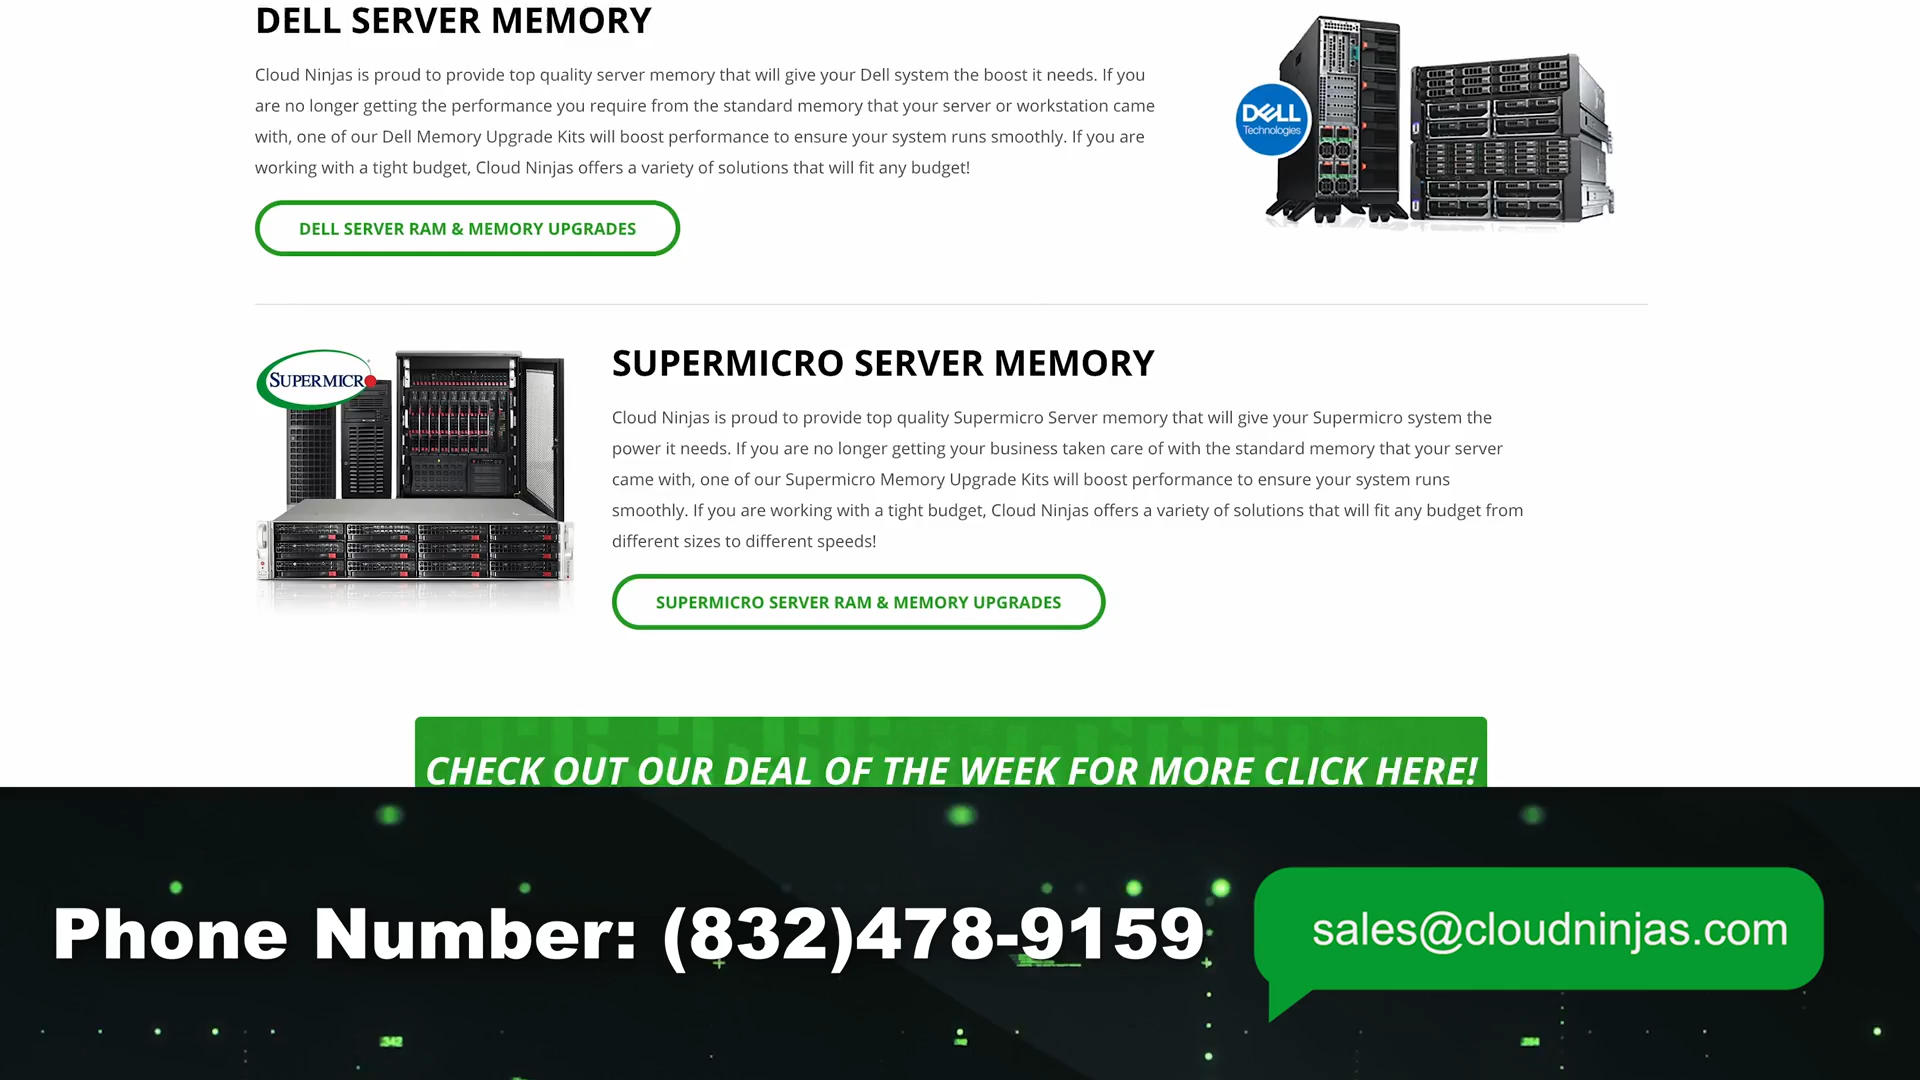 DELL SERVER MEMORY
Cloud Ninjas is proud to provide top quality server memory that will give your Dell system the boost it needs. If you
are no longer getting the performance you require from the standard memory that your server or workstation came
with, one of our Dell Memory Upgrade Kits will boost performance to ensure your system runs smoothly. If you are
working with a tight budget, Cloud Ninjas offers a variety of solutions that will fit any budget!
DELL SERVER RAM & MEMORY UPGRADES
DELL
Technologies
SUPERMICRO
SUPERMICRO SERVER MEMORY
Cloud Ninjas is proud to provide top quality Supermicro Server memory that will give your Supermicro system the
power it needs. If you are no longer getting your business taken care of with the standard memory that your server
came with, one of our Supermicro Memory Upgrade Kits will boost performance to ensure your system runs
smoothly. If you are working with a tight budget, Cloud Ninjas offers a variety of solutions that will fit any budget from
different sizes to different speeds!
SUPERMICRO SERVER RAM & MEMORY UPGRADES
CHECK OUT OUR DEAL OF THE WEEK FOR MORE CLICK HERE!
Phone Number: (832)478-9159
sales@cloudninjas.com